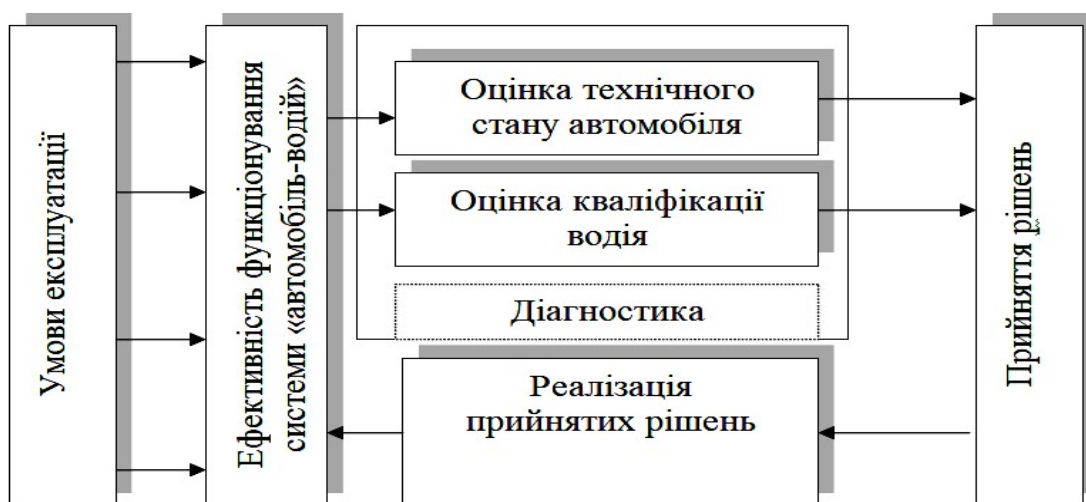 Умови експлуатації
Ефективність функціонування
системи «автомобіль-водій»
Оцінка технічного
стану автомобіля
Оцінка кваліфікації
водія
Діагностика
Реалізація
прийнятих рішень
Прийняття рішень